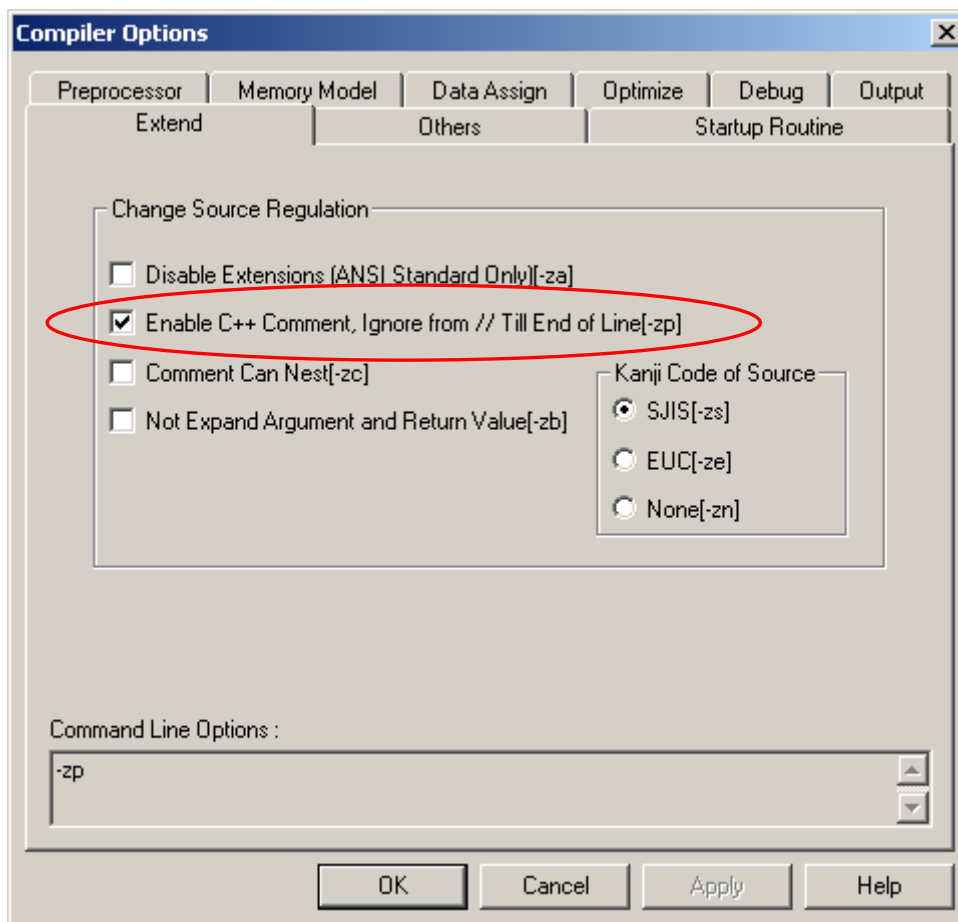 Compiler Options
Preprocessor Memory Model Data Assign Optimize Debug Output
Extend Others Startup Routine
Change Source Regulation
Disable Extensions (ANSI Standard Only)[-za]
Enable C++ Comment, Ignore from // Till End of Line[-zp]
Comment Can Nest[-zc]
Not Expand Argument and Return Value[-zb]
Kanji Code of Source
SJIS[-zs]
EUC[-ze]
None[-zn]
Command Line Options :
-zp
OK Cancel Apply Help